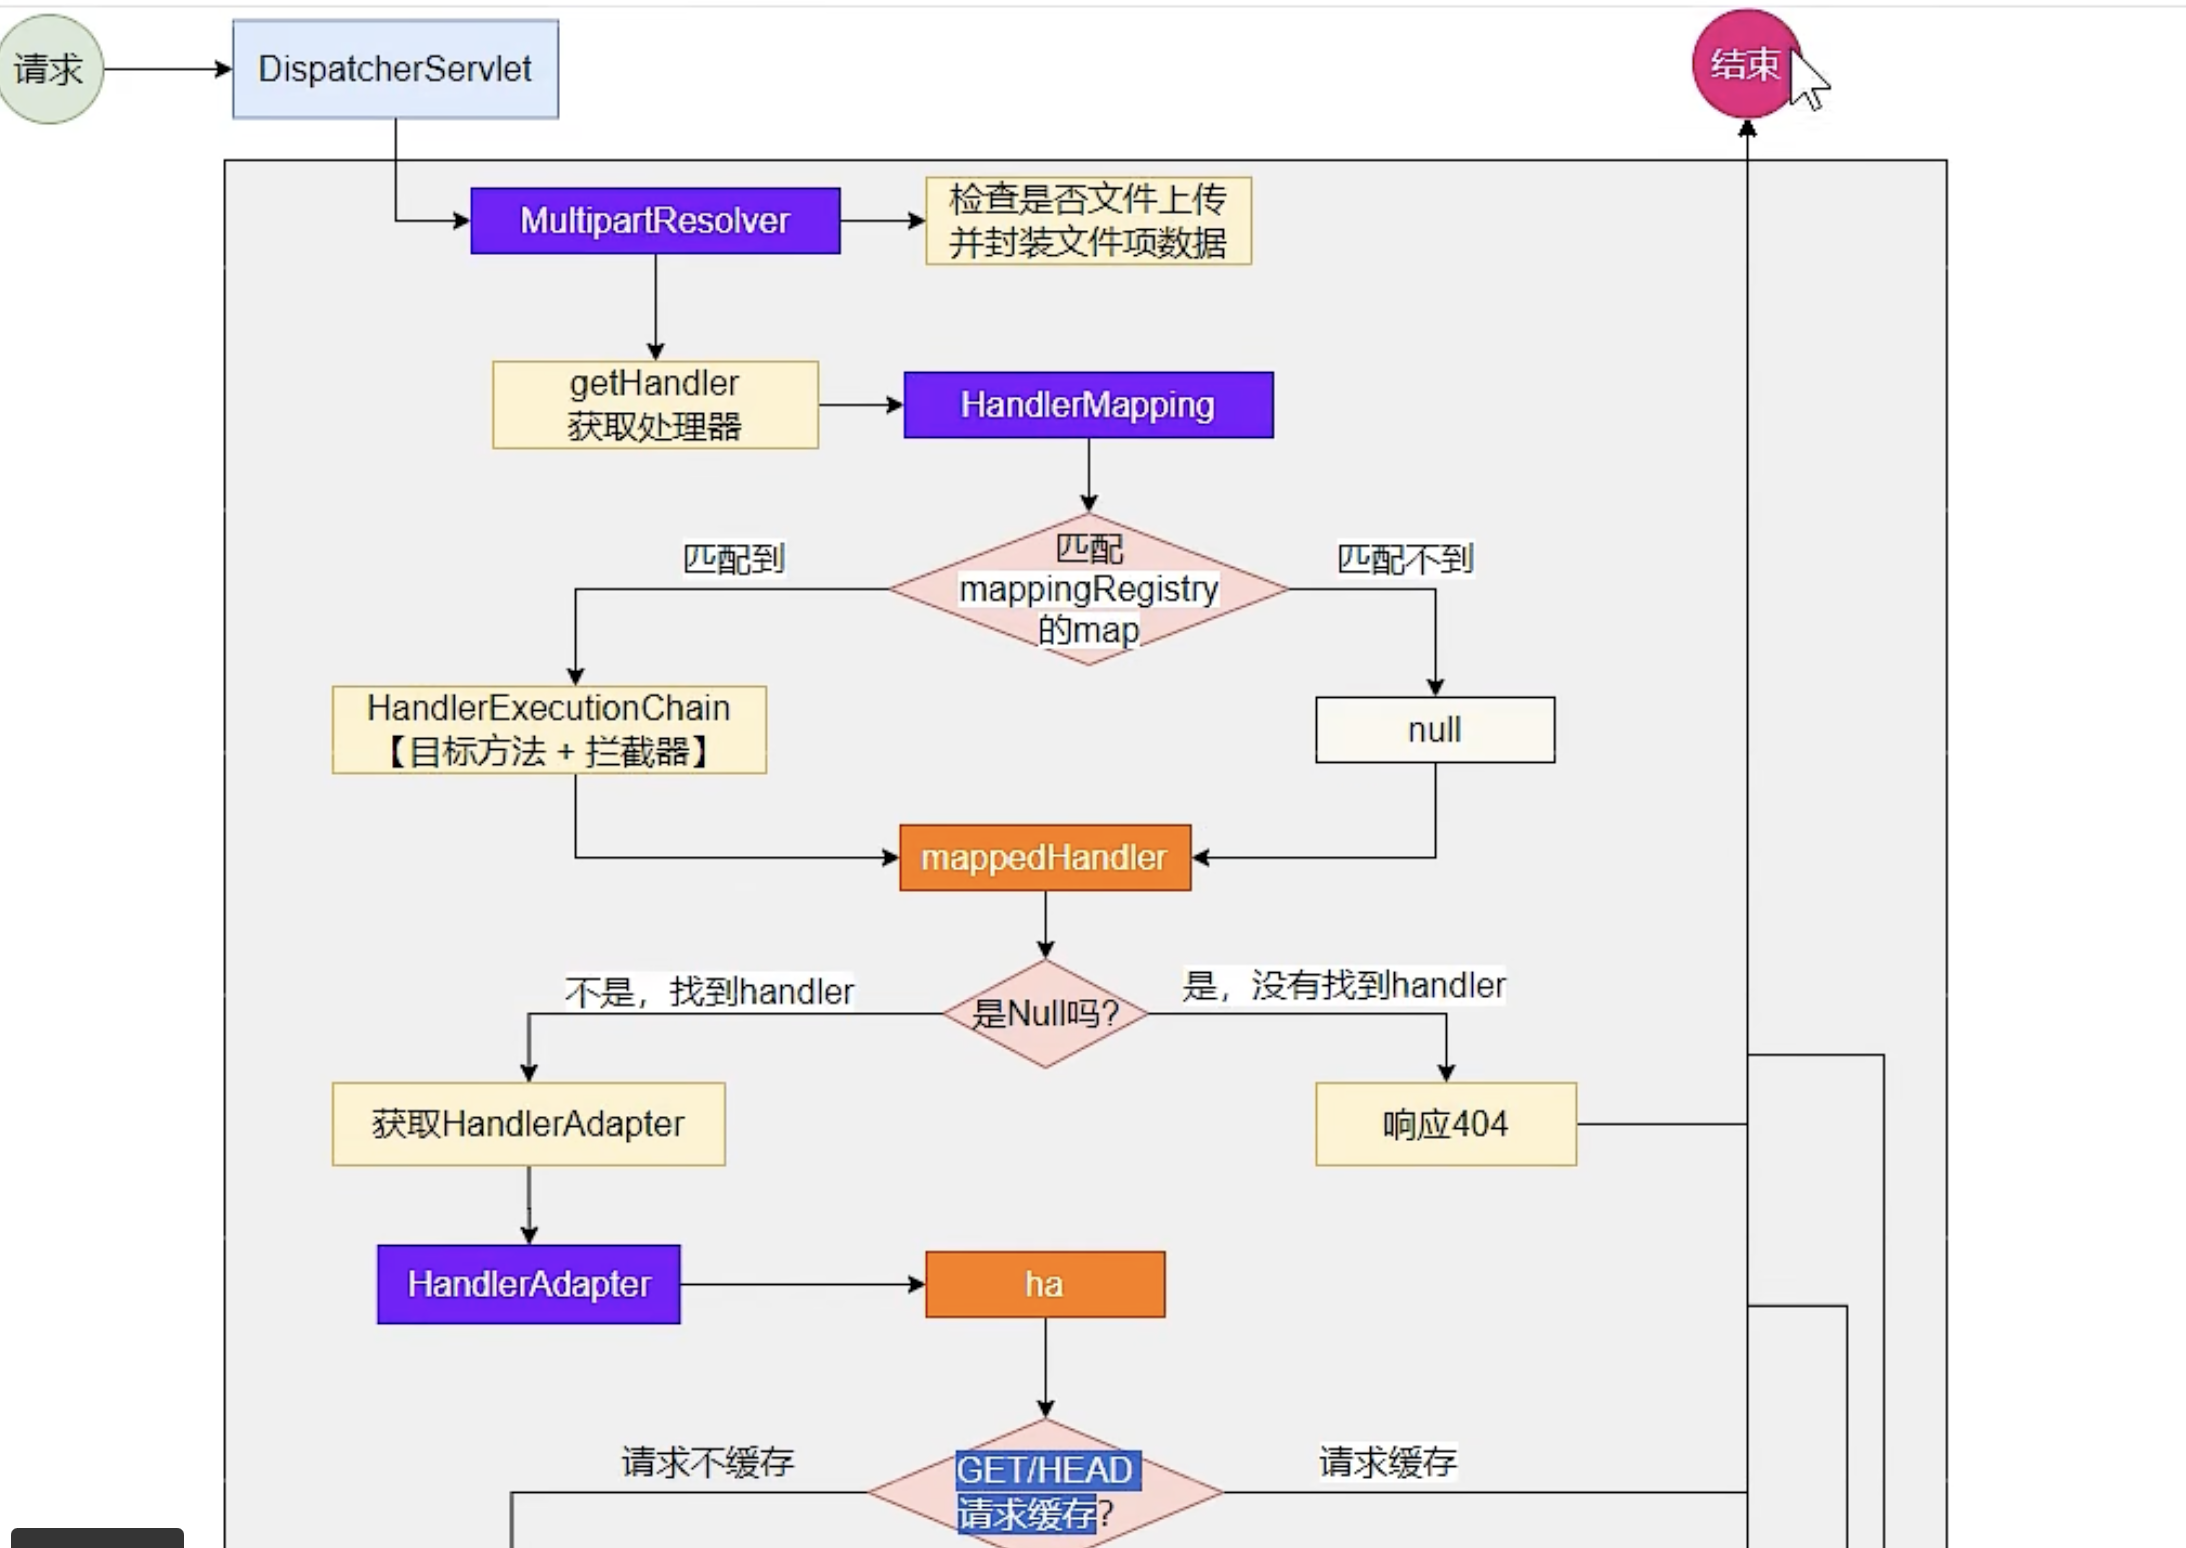 请求
DispatcherServlet
结束
MultipartResolver
检查是否文件上传
并封装文件项数据
getHandler
获取处理器
HandlerMapping
匹配到
匹配
mappingRegistry
的map
匹配不到
HandlerExecutionChain
【目标方法 + 拦截器】
null
mappedHandler
不是，找到handler
是Null吗?
是，没有找到handler
获取HandlerAdapter
响应404
HandlerAdapter
ha
请求不缓存
GET/HEAD
请求缓存?
请求缓存